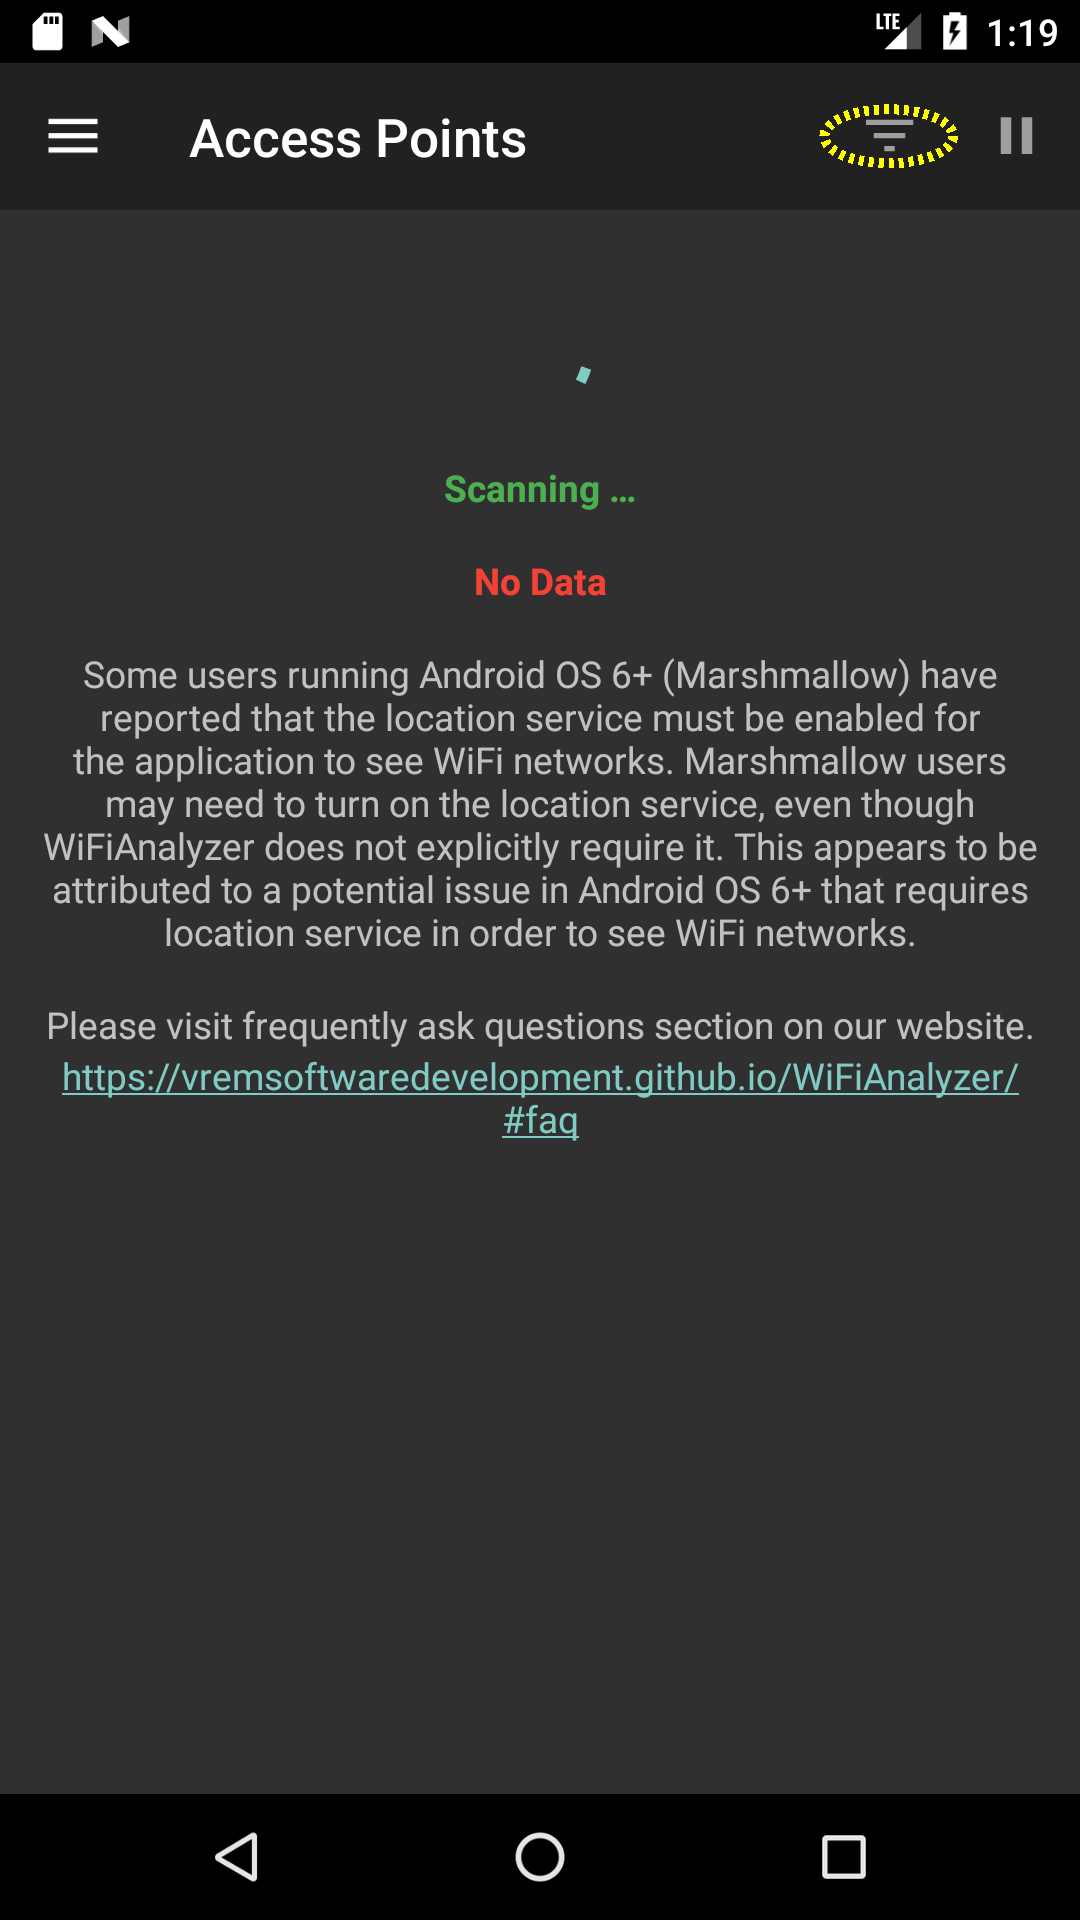 LTE 1:19
Access Points
Scanning ...
No Data
Some users running Android OS 6+ (Marshmallow) have
reported that the location service must be enabled for
the application to see WiFi networks. Marshmallow users
may need to turn on the location service, even though
WiFiAnalyzer does not explicitly require it. This appears to be
attributed to a potential issue in Android OS 6+ that requires
location service in order to see WiFi networks.
Please visit frequently ask questions section on our website.
https://vremsoftwaredevelopment.github.io/WiFiAnalyzer/
#faq